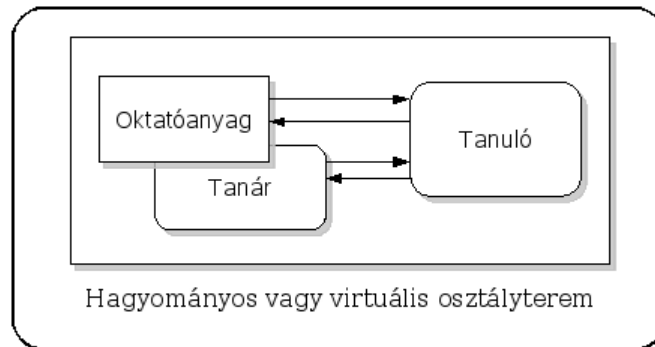 Oktatóanyag
Tanuló
Tanár
Hagyományos vagy virtuális osztályterem